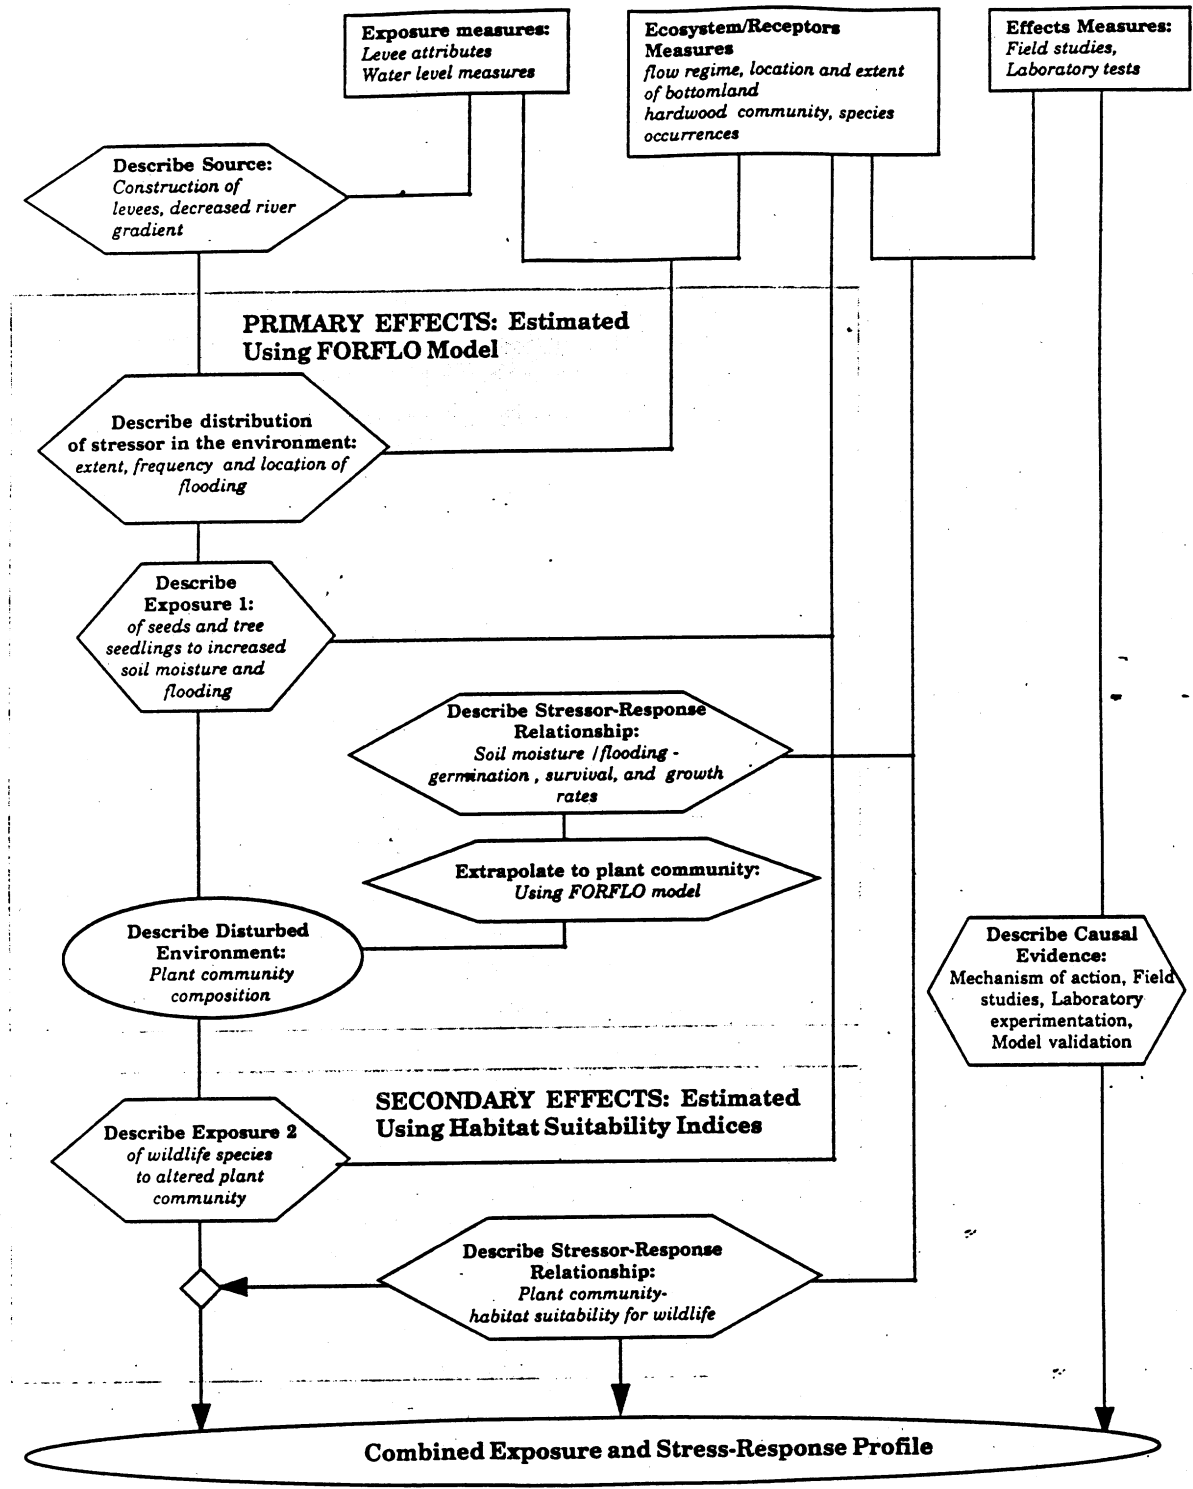 Exposure measures:
Levee attributes
Water level measures
Ecosystem/Receptors
Measures
flow regime, location and extent
of bottomland
hardwood community, species
occurrences
Effects Measures:
Field studies,
Laboratory tests
Describe Source:
Construction of
levees, decreased river
gradient
PRIMARY EFFECTS: Estimated
Using FORFLO Model
Describe distribution
of stressor in the environment:
extent, frequency and location of
flooding
Describe
Exposure 1:
of seeds and tree
seedlings to increased
soil moisture and
flooding
Describe Stressor-Response
Relationship:
Soil moisture / flooding -
germination , survival, and growth
rates
Extrapolate to plant community:
Using FORFLO model
Describe Disturbed
Environment:
Plant community
composition
Describe Causal
Evidence:
Mechanism of action, Field
studies, Laboratory
experimentation,
Model validation
SECONDARY EFFECTS: Estimated
Using Habitat Suitability Indices
Describe Exposure 2
of wildlife species
to altered plant
community
Describe Stressor-Response
Relationship:
Plant community-
habitat suitability for wildlife
Combined Exposure and Stress-Response Profile